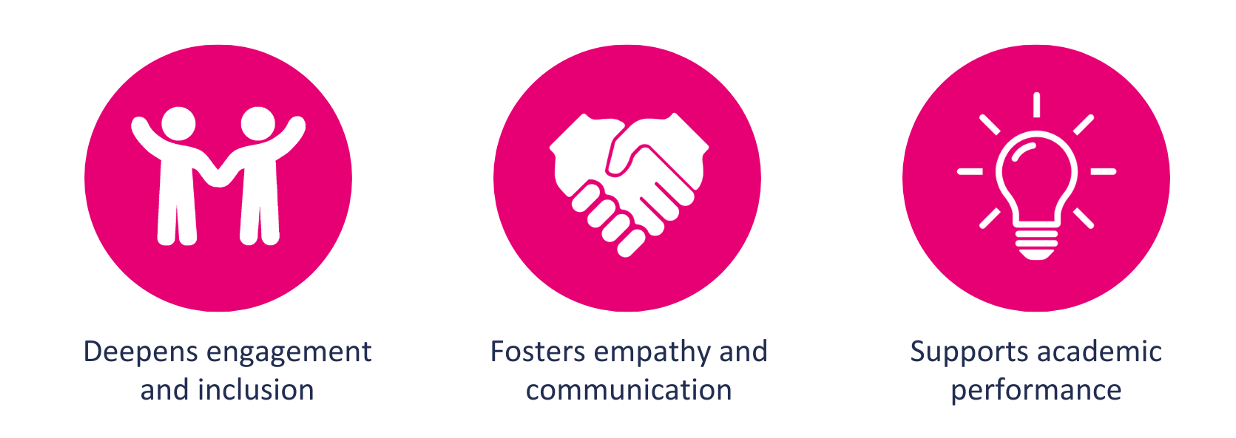 Deepens engagement
and inclusion
Fosters empathy and
communication
Supports academic
performance